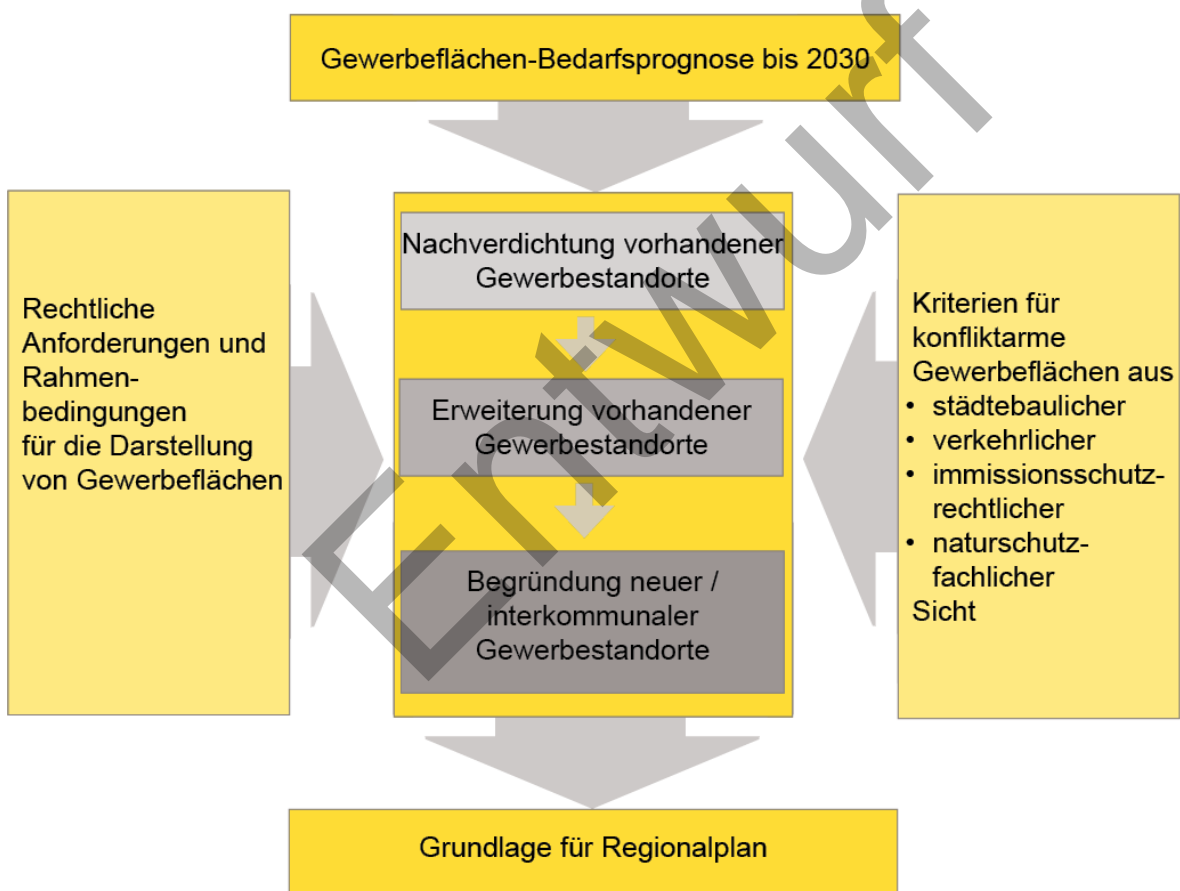 Gewerbeflächen-Bedarfsprognose bis 2030
Rechtliche
Anforderungen und
Rahmen-
bedingungen
für die Darstellung
von Gewerbeflächen
Nachverdichtung vorhandener
Gewerbestandorte
Erweiterung vorhandener
Gewerbestandorte
Begründung neuer /
interkommunaler
Gewerbestandorte
Kriterien für
konfliktarme
Gewerbeflächen aus
• städtebaulicher
• verkehrlicher
• immissionsschutz-
rechtlicher
• naturschutz-
fachlicher
Sicht
Grundlage für Regionalplan
Entwurf